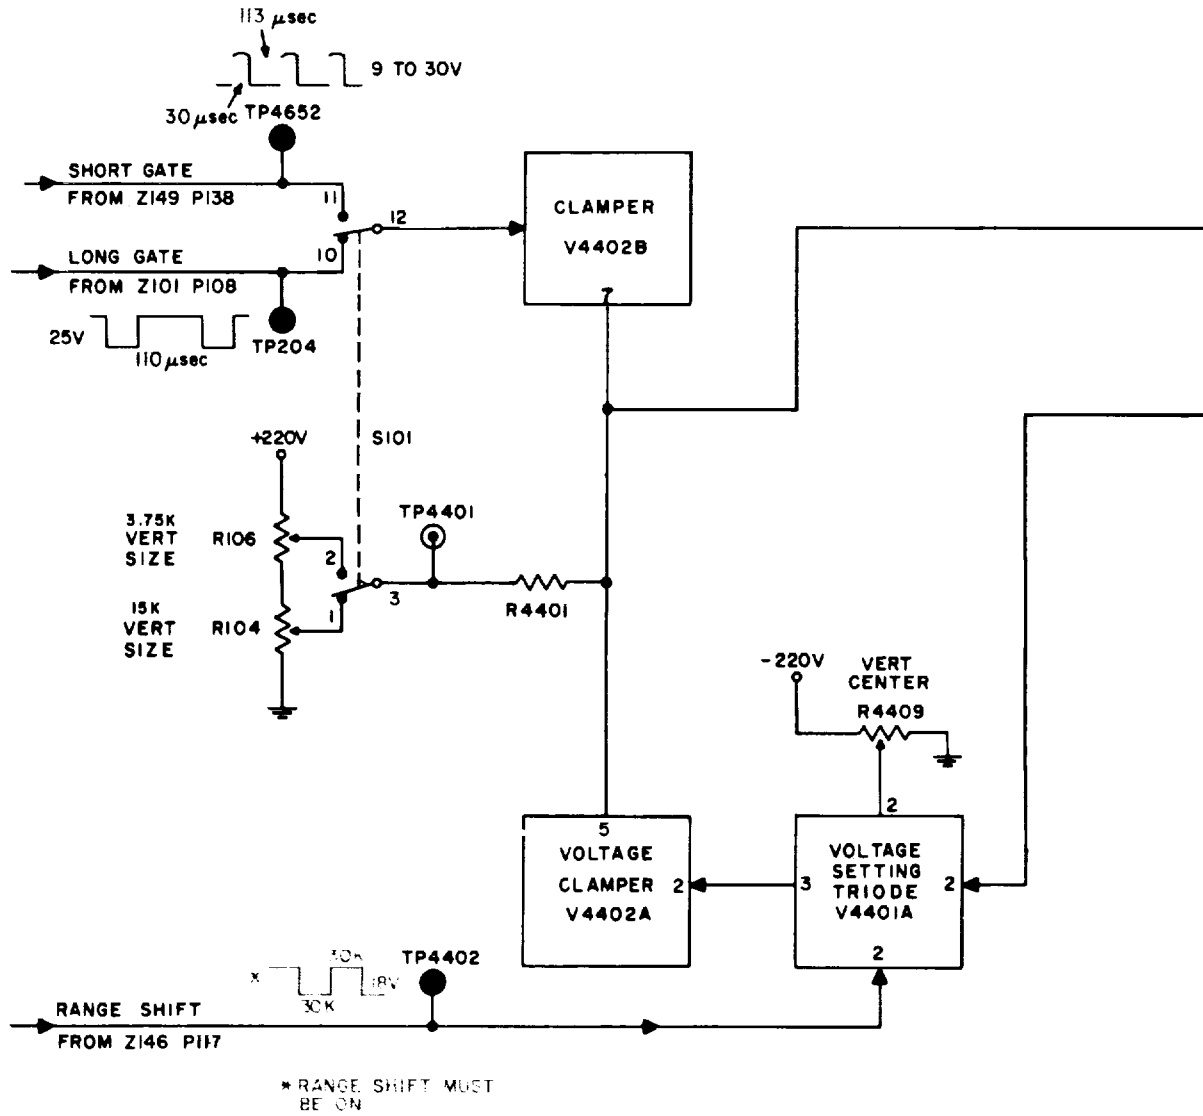 113 µsec
9 TO 30V
30 µsec
TP4652
SHORT GATE
FROM Z149 P138
11
12
10
LONG GATE
FROM Z101 P108
25V
110 µsec
TP204
CLAMPER
V4402B
7
+220V
S101
3.75K
VERT
SIZE
R106
2
TP4401
3
R4401
15K
VERT
SIZE
R104
1
-220V
VERT
CENTER
R4409
2
5
VOLTAGE
CLAMPER
V4402A
2
3
VOLTAGE
SETTING
TRIODE
V4401A
2
2
*
30K
18V
30K
TP4402
RANGE SHIFT
FROM Z146 P117
* RANGE SHIFT MUST
BE ON